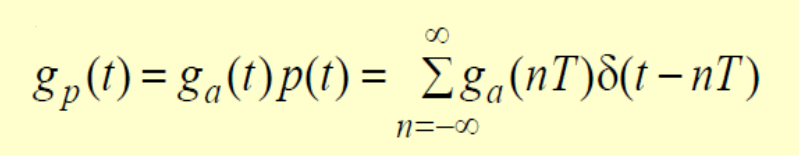 g_p(t) = g_a(t) p(t) = ∑_{n=-∞}^{∞} g_a(nT)δ(t − nT)